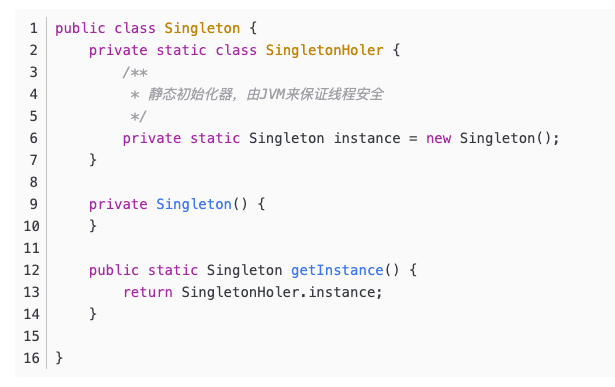 1 public class Singleton {
2     private static class SingletonHoler {
3         /**
4          * 静态初始化器，由JVM来保证线程安全
5          */
6         private static Singleton instance = new Singleton();
7     }
8
9     private Singleton() {
10     }
11
12     public static Singleton getInstance() {
13         return SingletonHoler.instance;
14     }
15
16 }